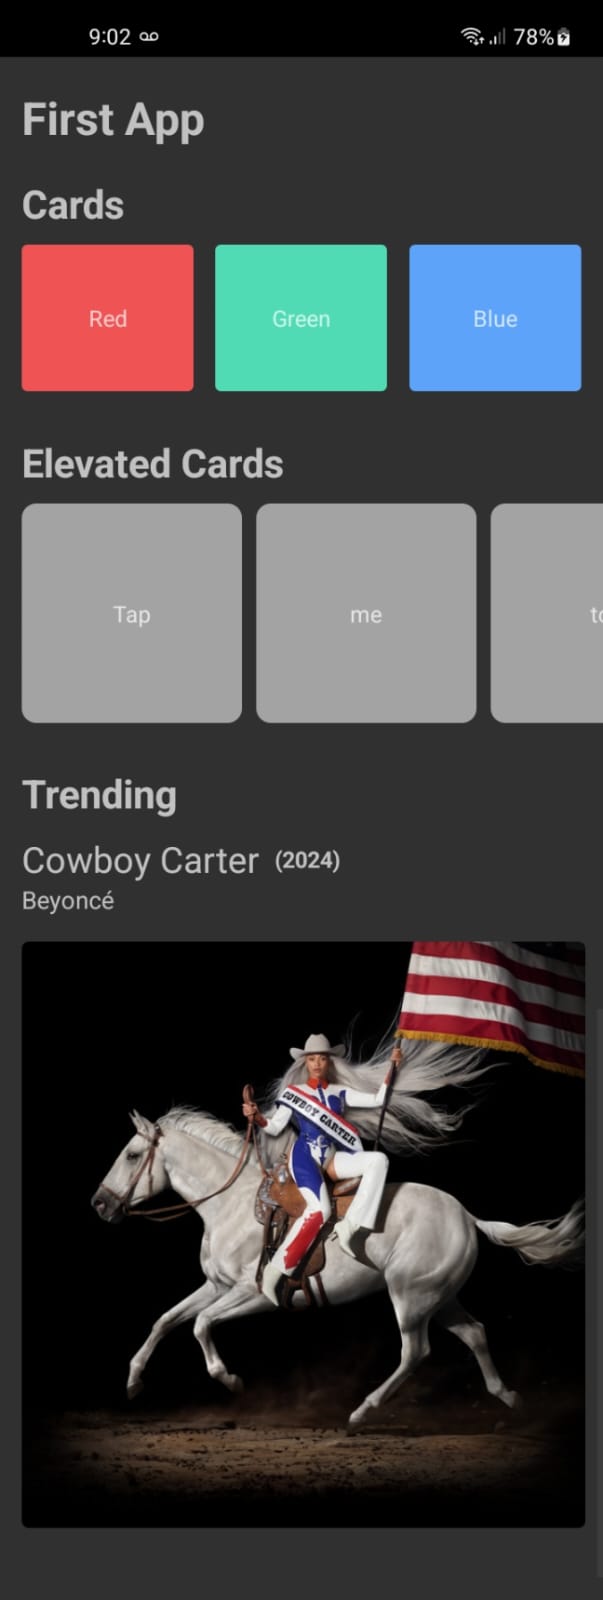 9:02 78%
First App
Cards
Red Green Blue
Elevated Cards
Tap me to
Trending
Cowboy Carter (2024)
Beyoncé
COWBOY CARTER